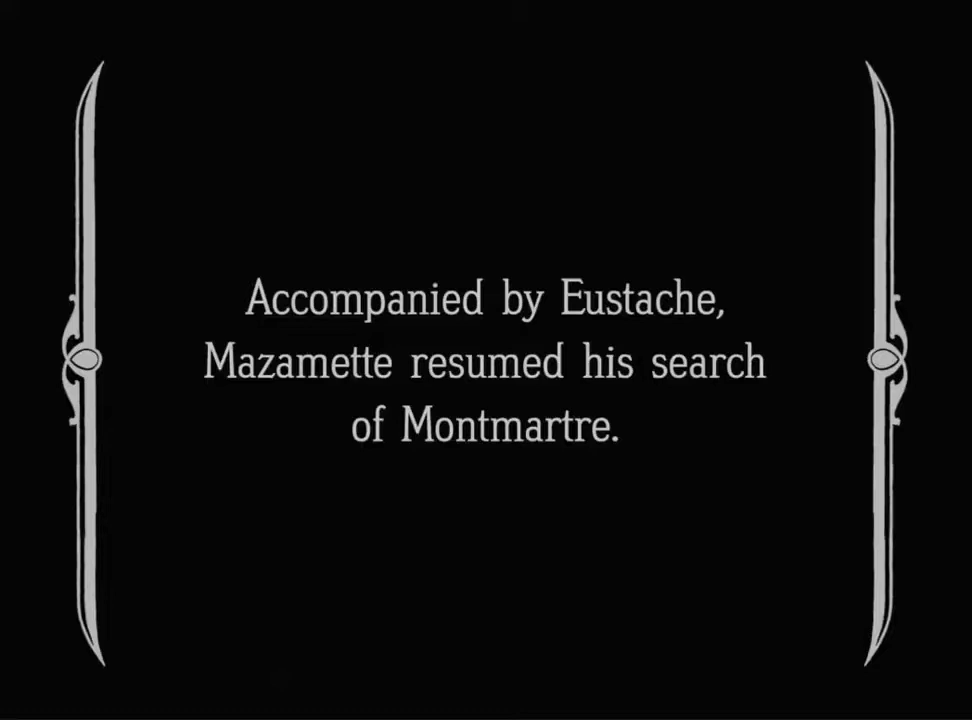 Accompanied by Eustache,
Mazamette resumed his search
of Montmartre.